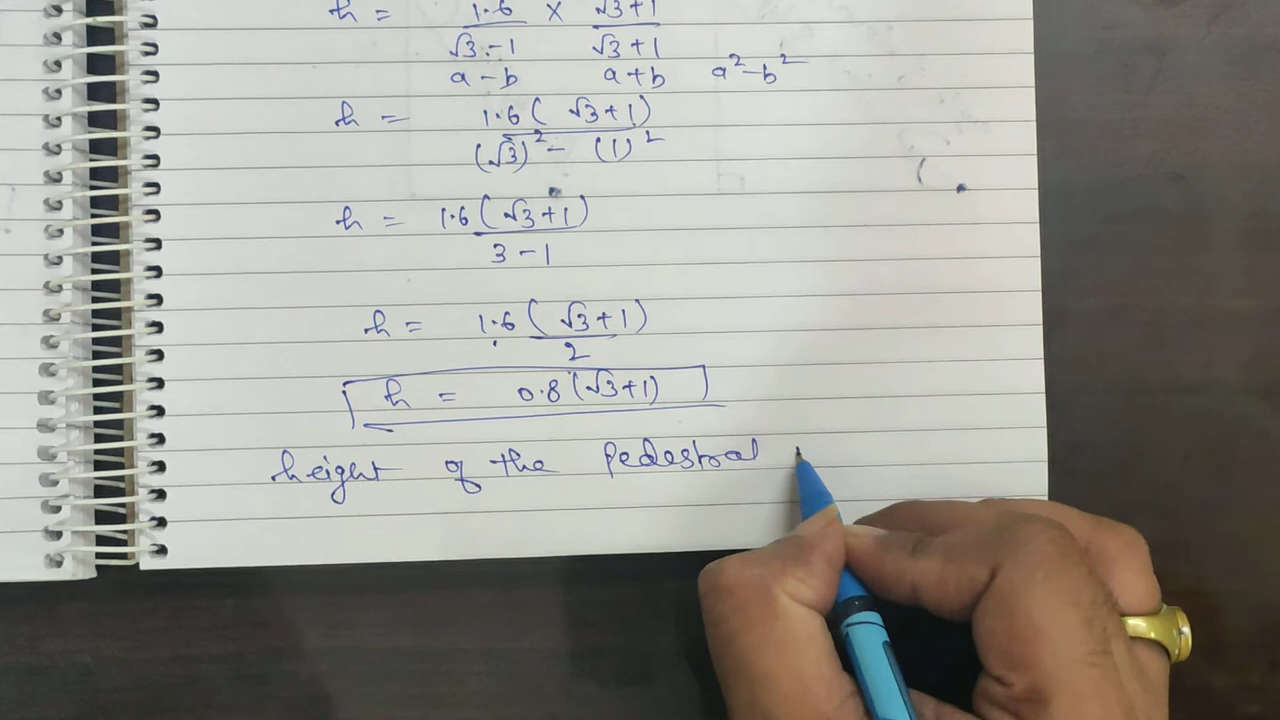 h = 1.6 × √3+1
√3-1 √3+1
a-b a+b a²-b²
h = 1.6(√3+1)
(√3)² - (1)²
h = 1.6(√3+1)
3-1
h = 1.6(√3+1)
2
h = 0.8(√3+1)
height of the pedestral